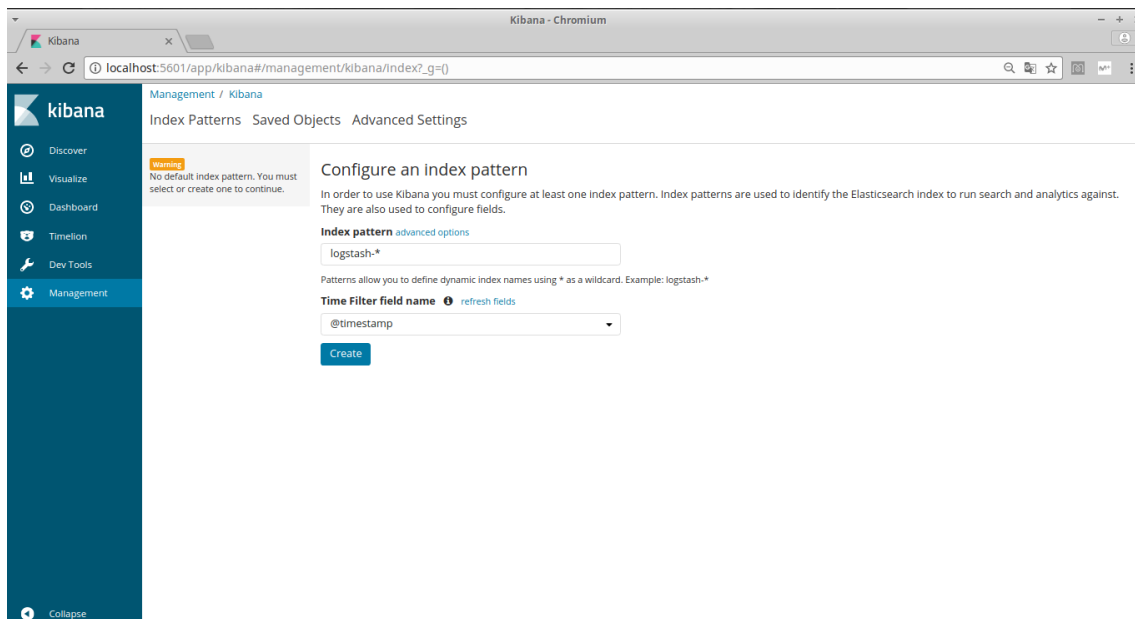 Kibana - Chromium
Kibana
localhost:5601/app/kibana#/management/kibana/index?_g=()
kibana
Discover
Visualize
Dashboard
Timelion
Dev Tools
Management
Collapse
Management / Kibana
Index Patterns Saved Objects Advanced Settings
Warning
No default index pattern. You must
select or create one to continue.
Configure an index pattern
In order to use Kibana you must configure at least one index pattern. Index patterns are used to identify the Elasticsearch index to run search and analytics against.
They are also used to configure fields.
Index pattern advanced options
logstash-*
Patterns allow you to define dynamic index names using * as a wildcard. Example: logstash-*
Time Filter field name refresh fields
@timestamp
Create